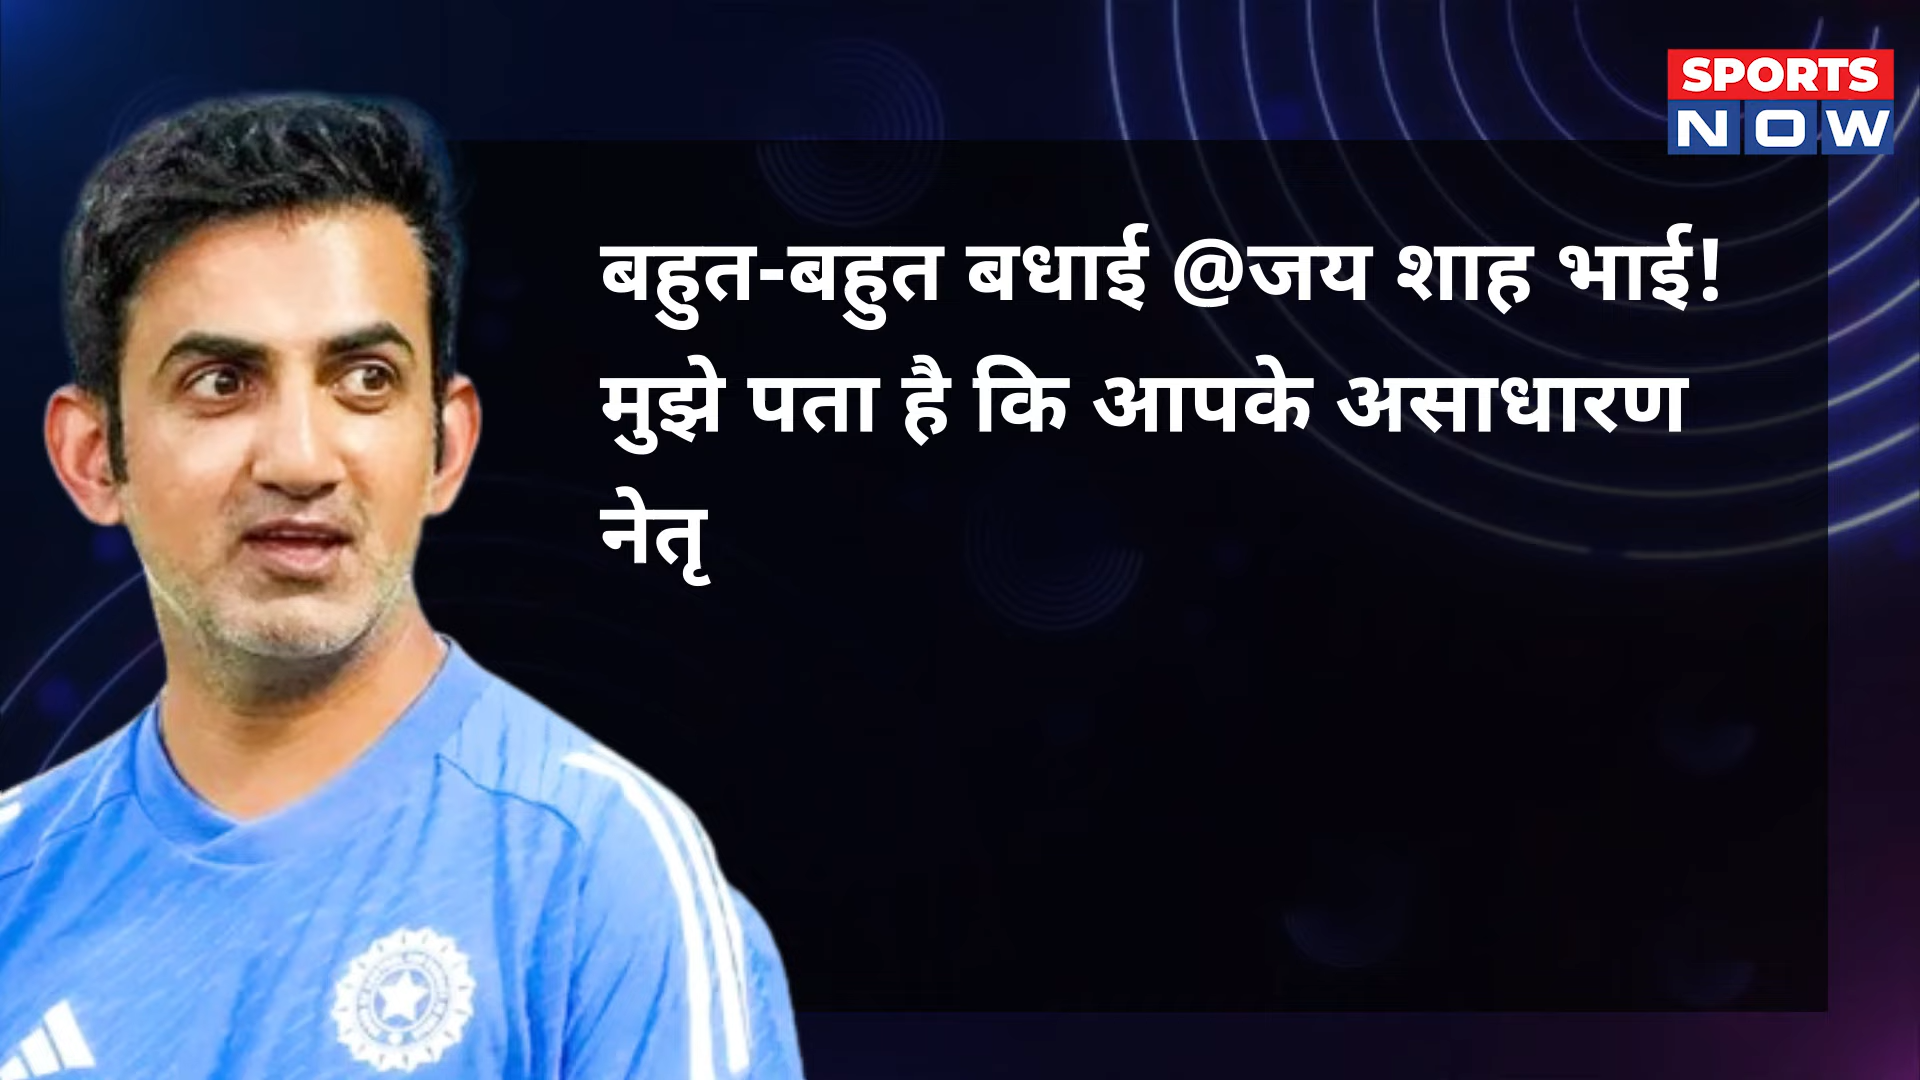 SPORTS
NOW
बहुत-बहुत बधाई @जय शाह भाई!
मुझे पता है कि आपके असाधारण
नेतृ